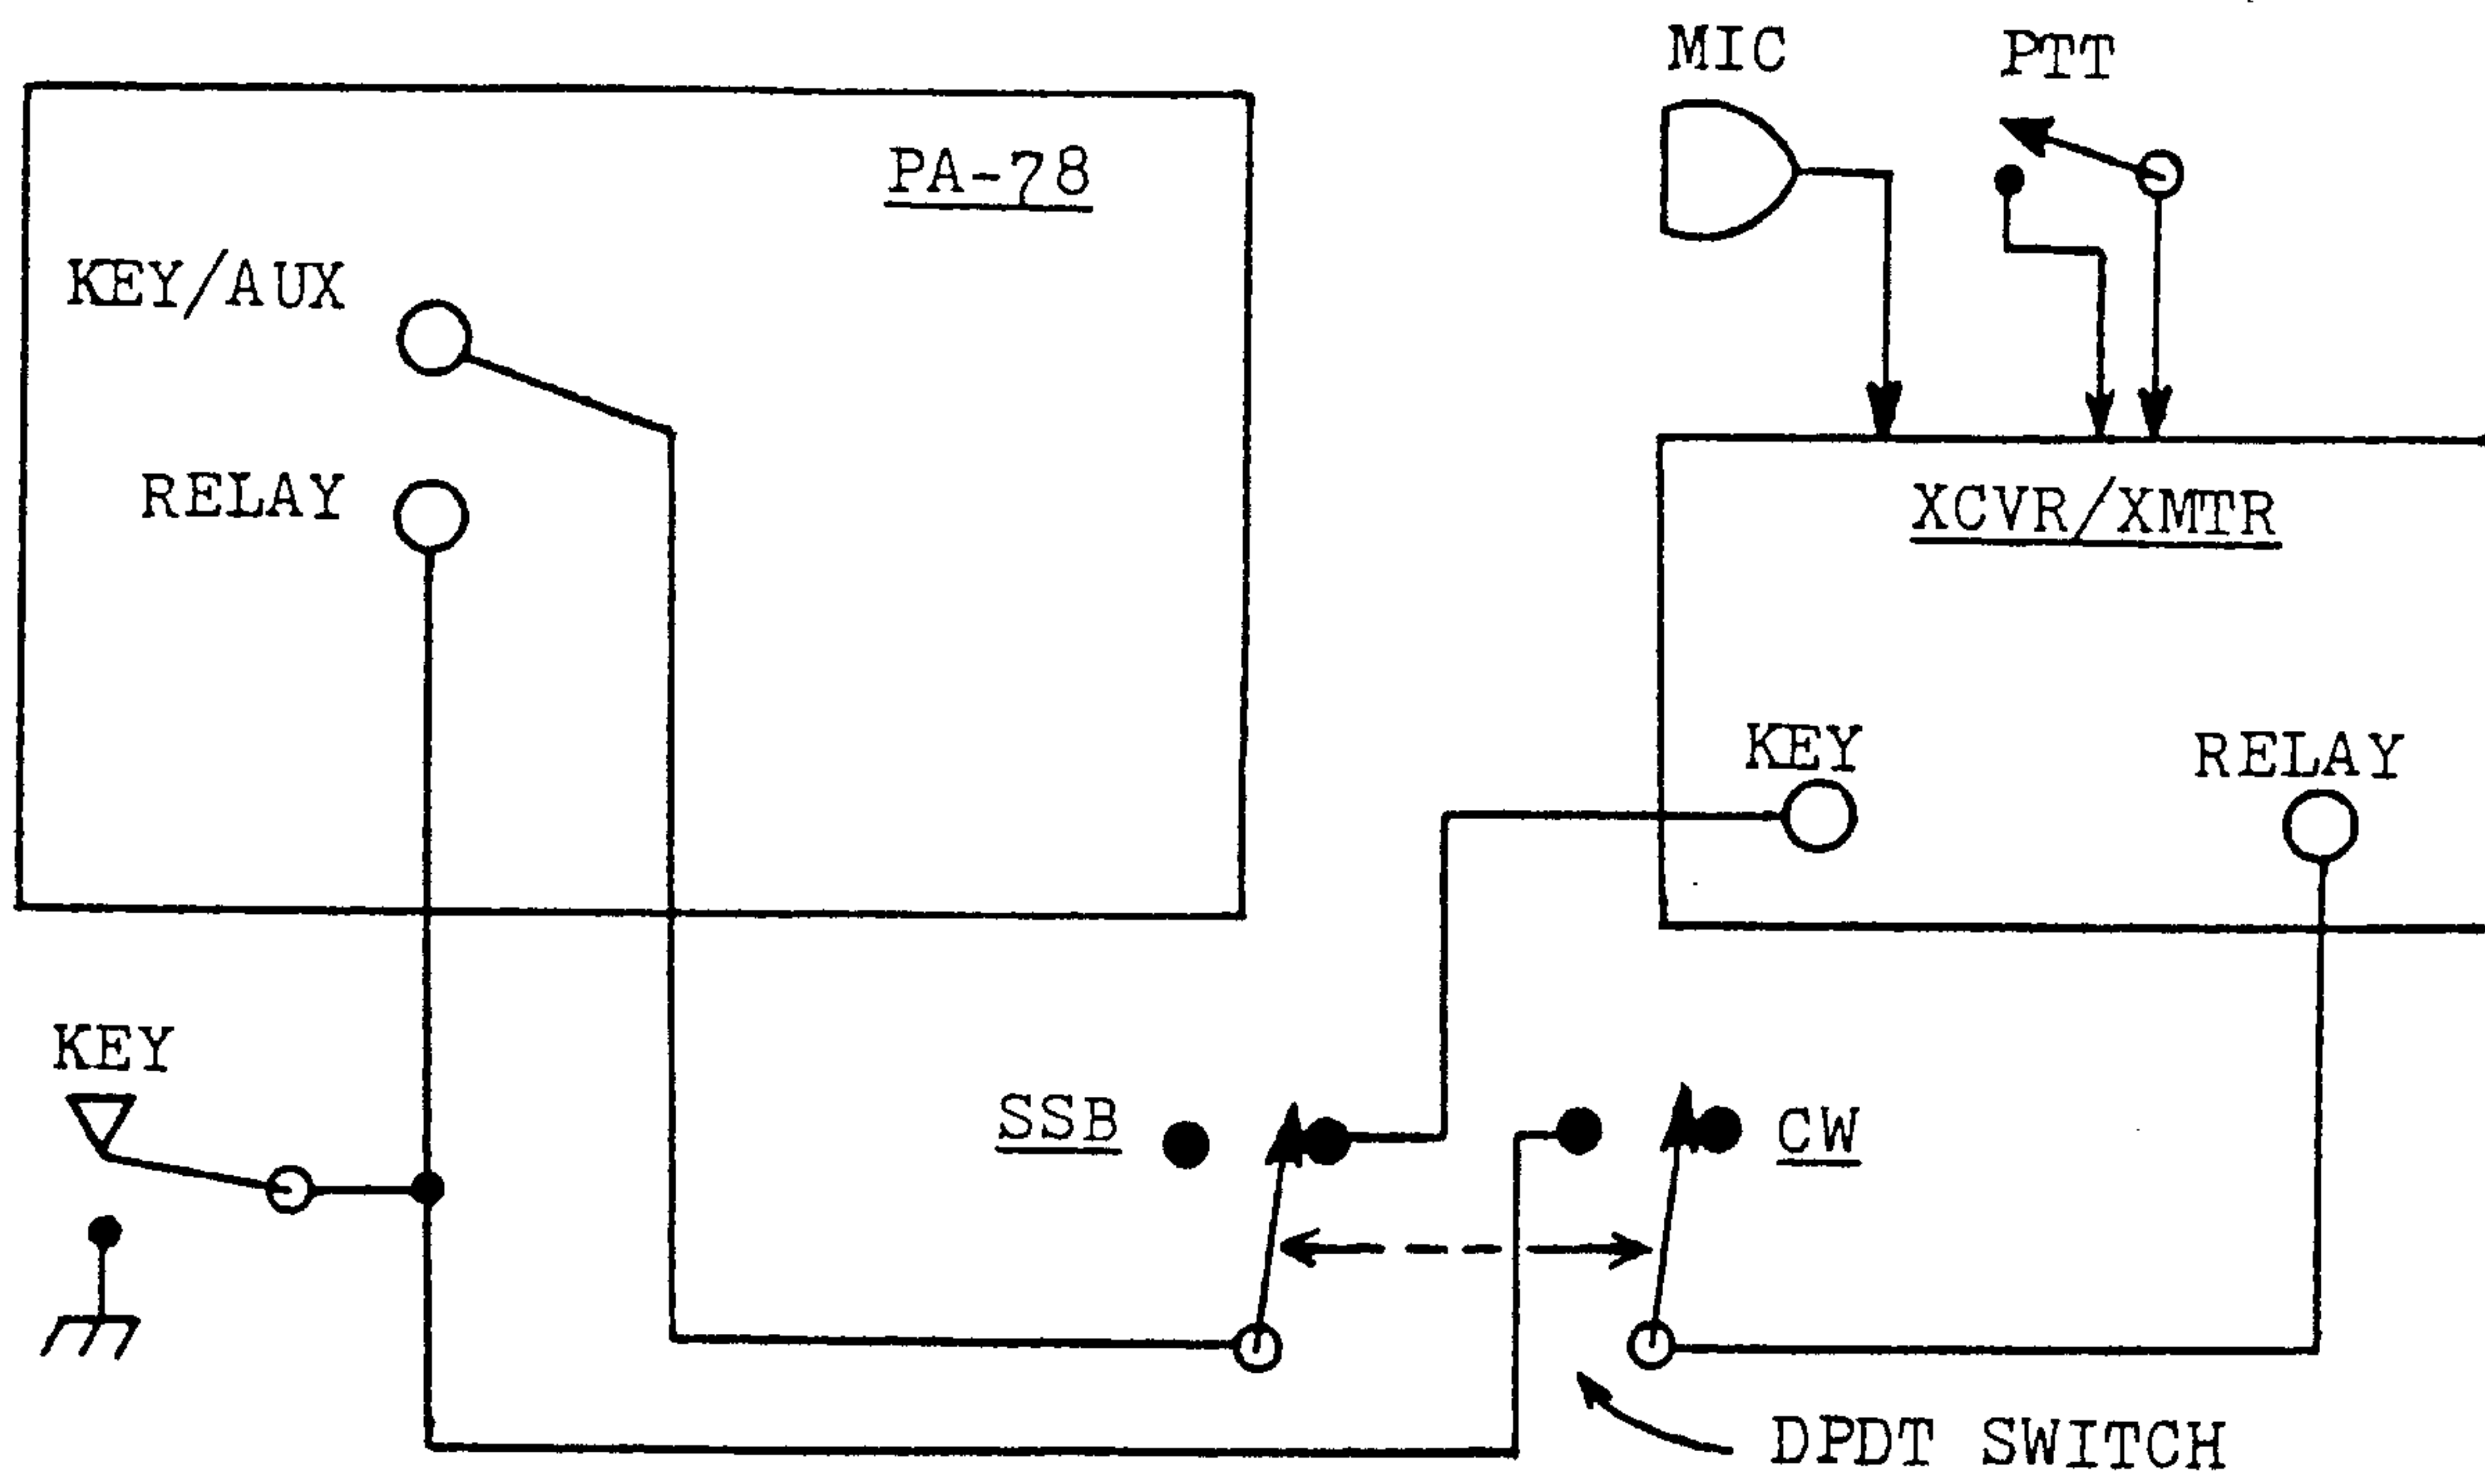 MIC
PTT
PA-78
KEY/AUX
RELAY
XCVR/XMTR
KEY
RELAY
KEY
SSB
CW
DPDT SWITCH